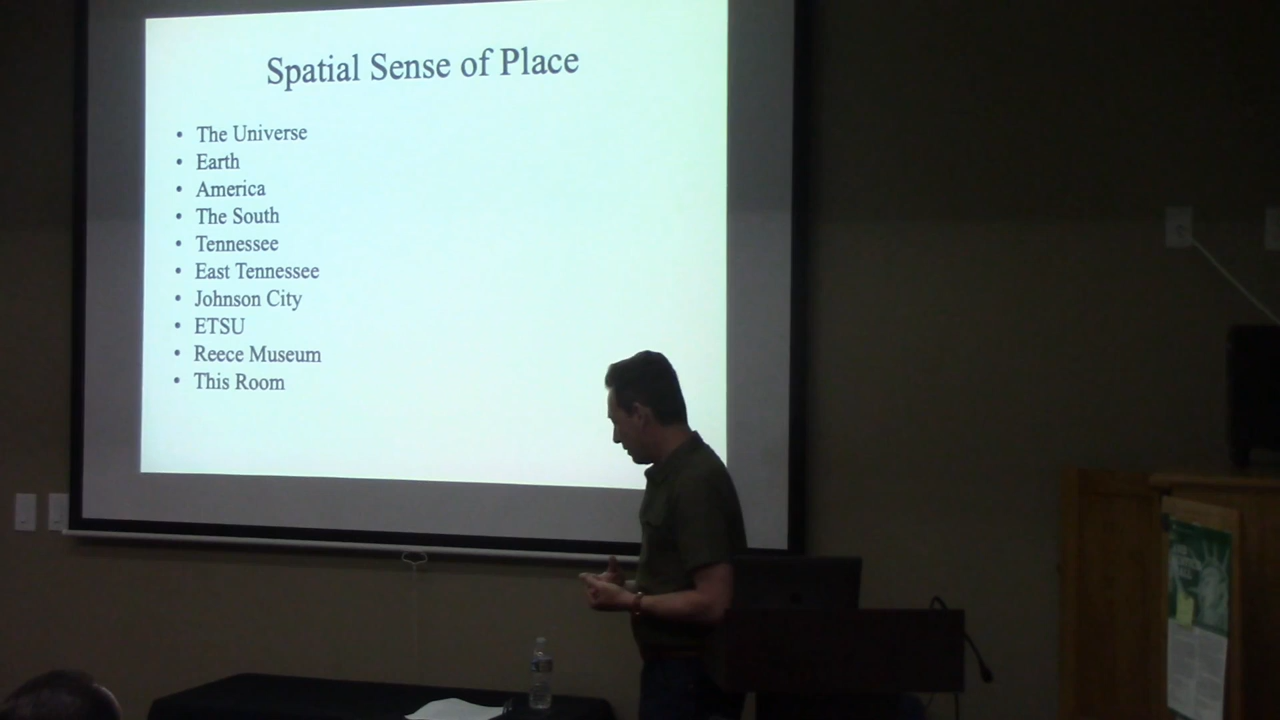 Spatial Sense of Place
• The Universe
• Earth
• America
• The South
• Tennessee
• East Tennessee
• Johnson City
• ETSU
• Reece Museum
• This Room